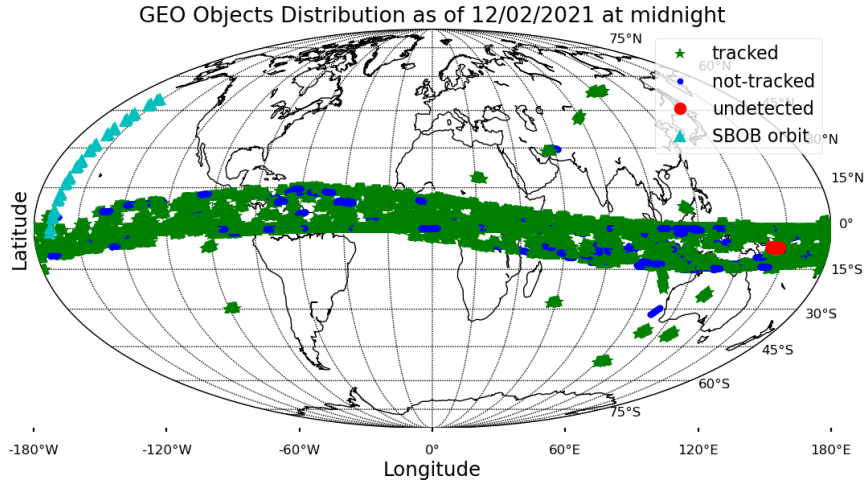 GEO Objects Distribution as of 12/02/2021 at midnight
tracked
not-tracked
undetected
SBOB orbit
75°N
60°N
45°N
30°N
15°N
0°
15°S
30°S
45°S
60°S
75°S
Latitude
-180°W -120°W -60°W 0° 60°E 120°E 180°E
Longitude